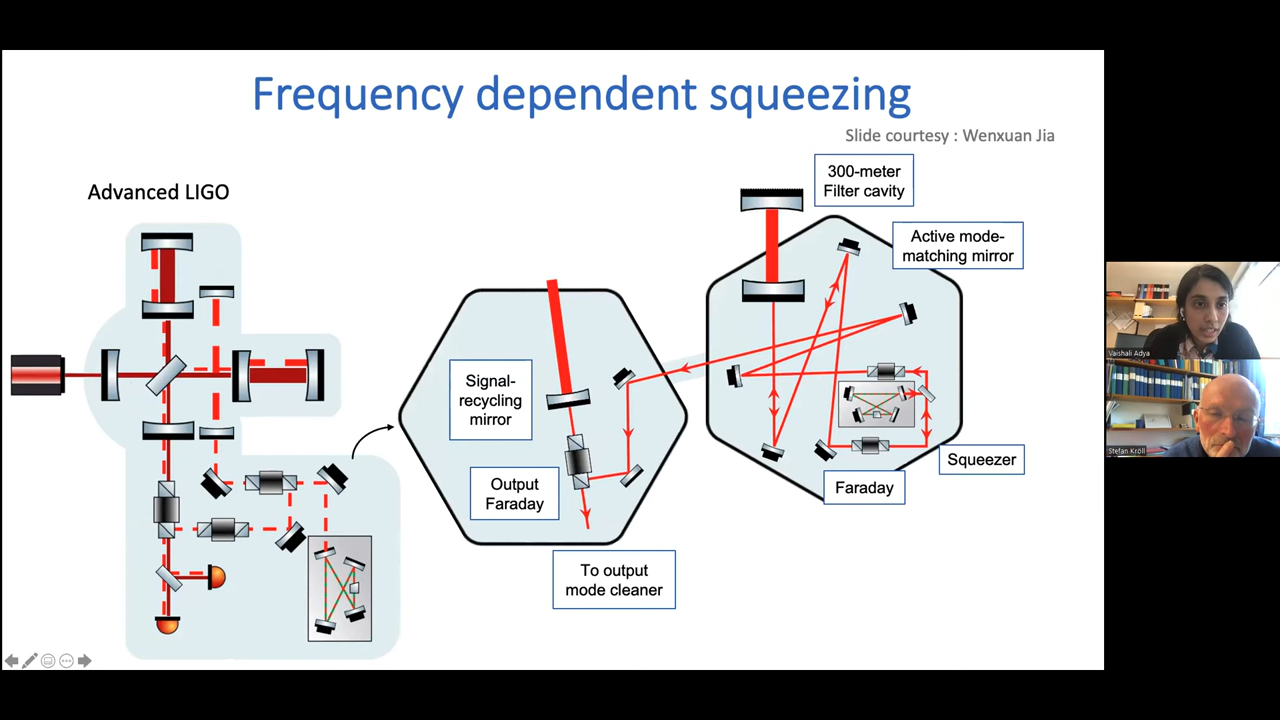 Frequency dependent squeezing
Slide courtesy : Wenxuan Jia
Advanced LIGO
300-meter
Filter cavity
Active mode-
matching mirror
Signal-
recycling
mirror
Output
Faraday
Squeezer
Faraday
To output
mode cleaner
Vaishali Adya
Stefan Kröll